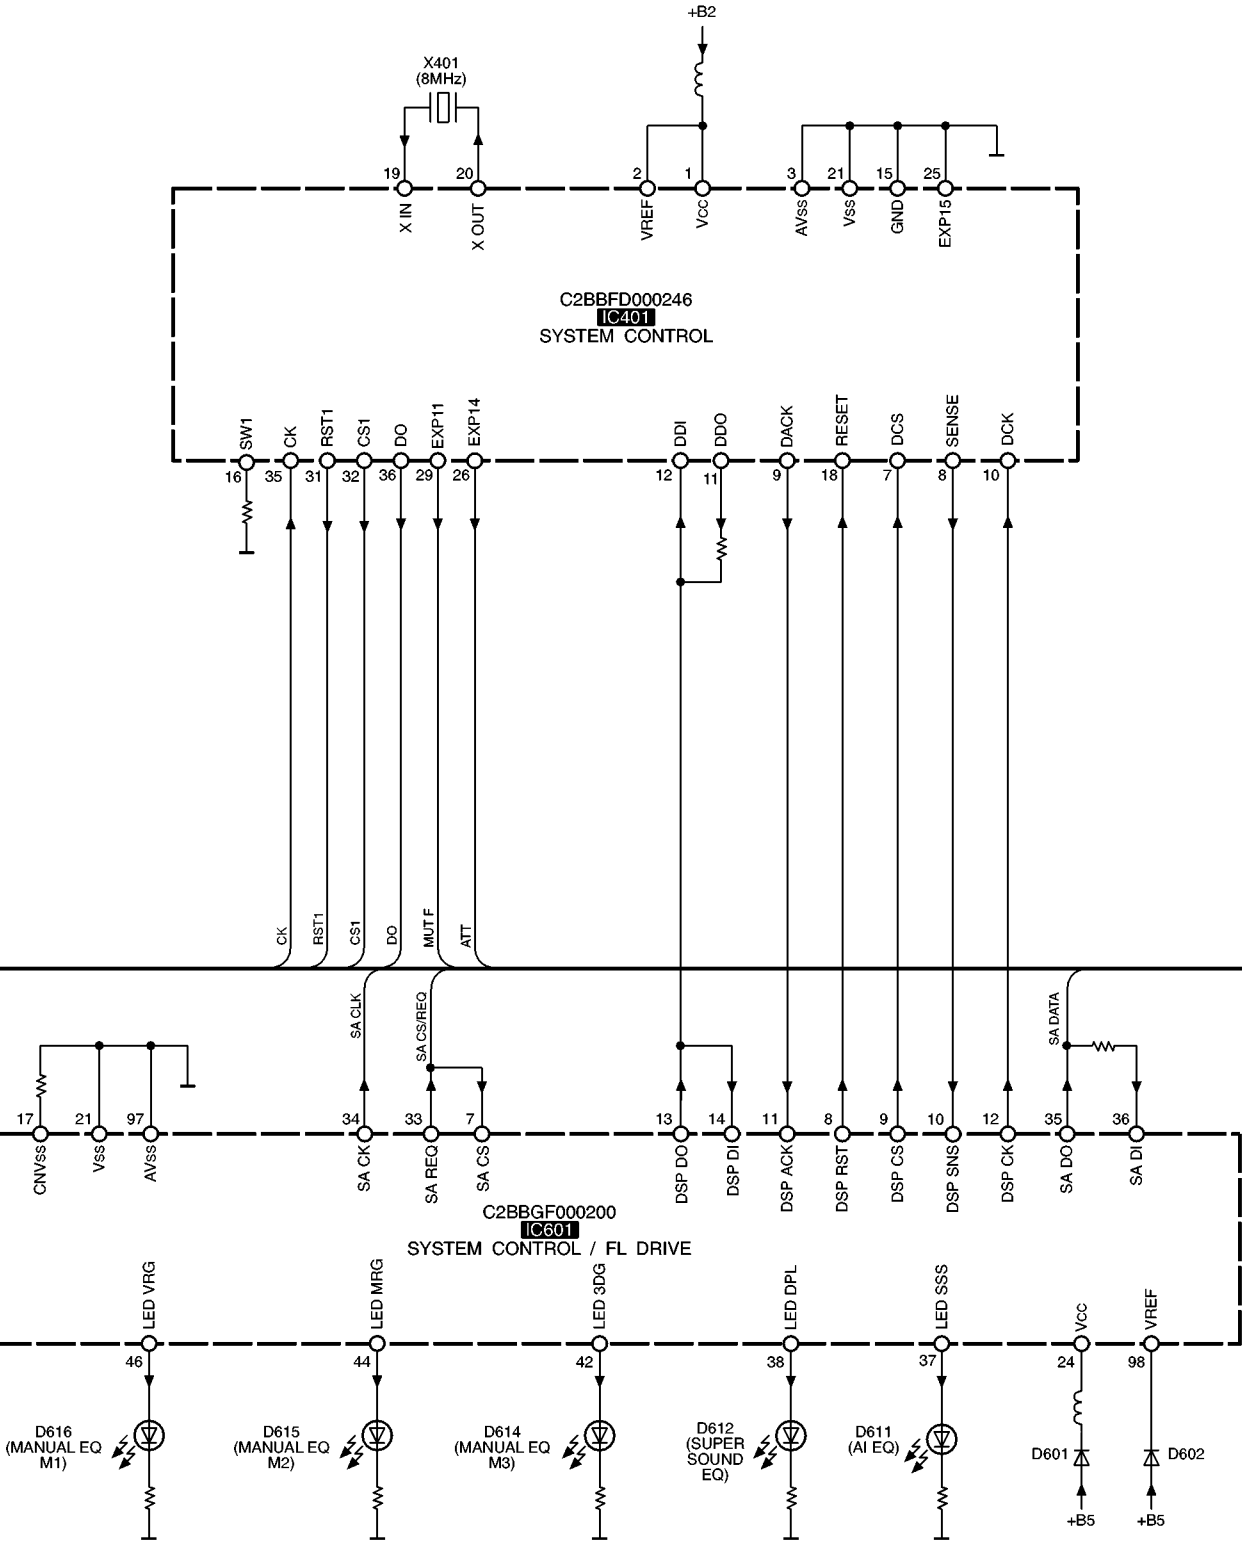 +B2
X401
(8MHz)
19
20
2
1
3
21
15
25
X IN
X OUT
VREF
Vcc
AVss
Vss
GND
EXP15
C2BBFD000246
IC401
SYSTEM CONTROL
SW1
CK
RST1
CS1
DO
EXP11
EXP14
DDI
DDO
DACK
RESET
DCS
SENSE
DCK
16
35
31
32
36
29
26
12
11
9
18
7
8
10
CK
RST1
CS1
DO
MUT F
ATT
SA CLK
SA CS/REQ
SA DATA
17
21
97
34
33
7
13
14
11
8
9
10
12
35
36
CNVss
Vss
AVss
SA CK
SA REQ
SA CS
DSP DO
DSP DI
DSP ACK
DSP RST
DSP CS
DSP SNS
DSP CK
SA DO
SA DI
C2BBGF000200
IC601
SYSTEM CONTROL / FL DRIVE
LED VRG
LED MRG
LED 3DG
LED DPL
LED SSS
Vcc
VREF
46
44
42
38
37
24
98
D616
(MANUAL EQ
M1)
D615
(MANUAL EQ
M2)
D614
(MANUAL EQ
M3)
D612
(SUPER
SOUND
EQ)
D611
(AI EQ)
D601
D602
+B5
+B5